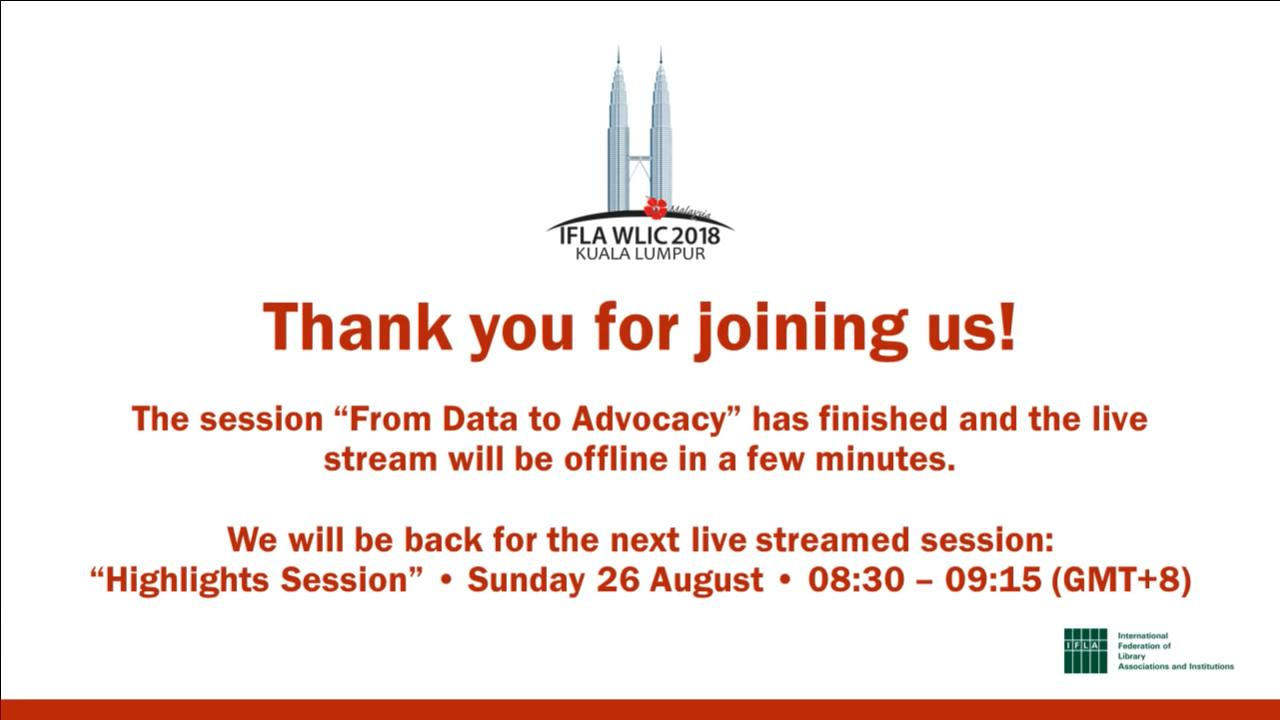 Malaysia
IFLA WLIC 2018
KUALA LUMPUR
Thank you for joining us!
The session “From Data to Advocacy” has finished and the live
stream will be offline in a few minutes.
We will be back for the next live streamed session:
“Highlights Session” • Sunday 26 August • 08:30 – 09:15 (GMT+8)
IFLA
International
Federation of
Library
Associations and Institutions